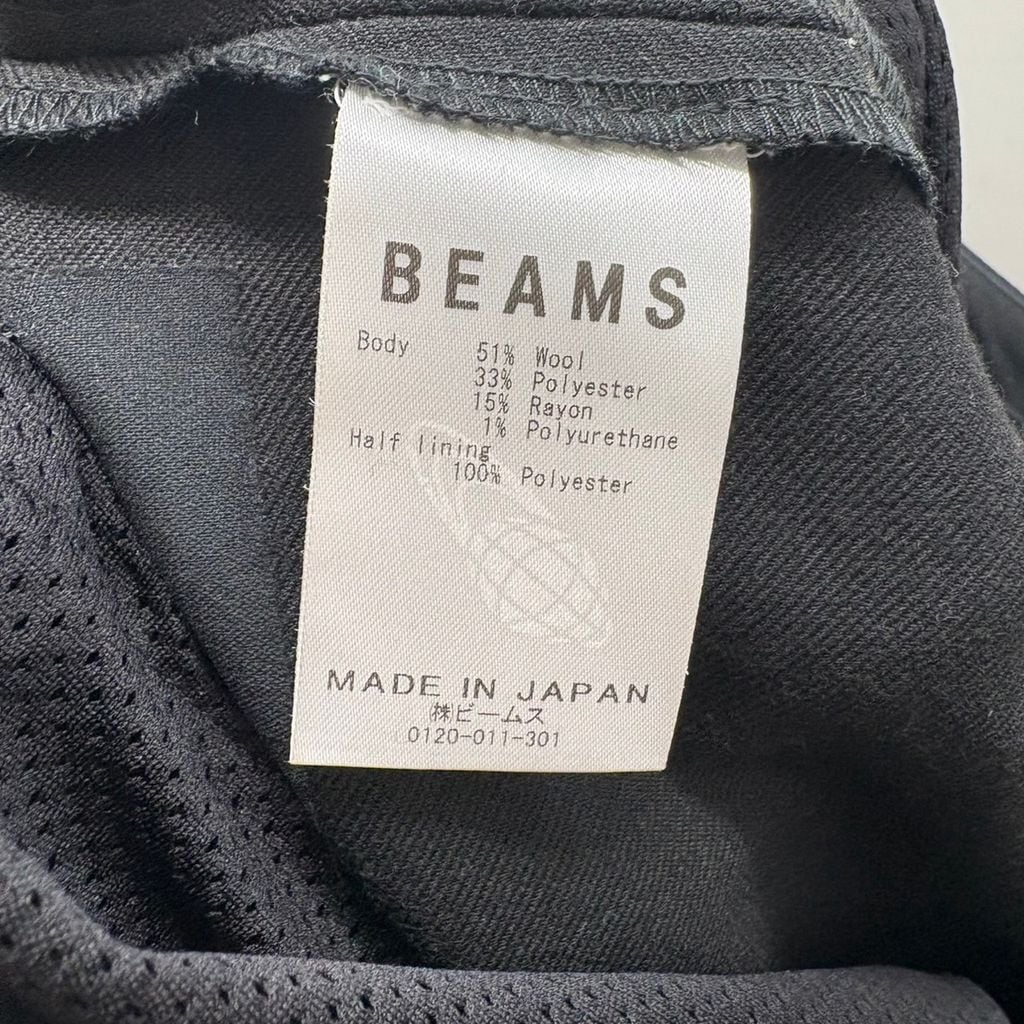 BEAMS
Body 51% Wool
33% Polyester
15% Rayon
1% Polyurethane
Half lining
100% Polyester
MADE IN JAPAN
㈱ビームス
0120-011-301